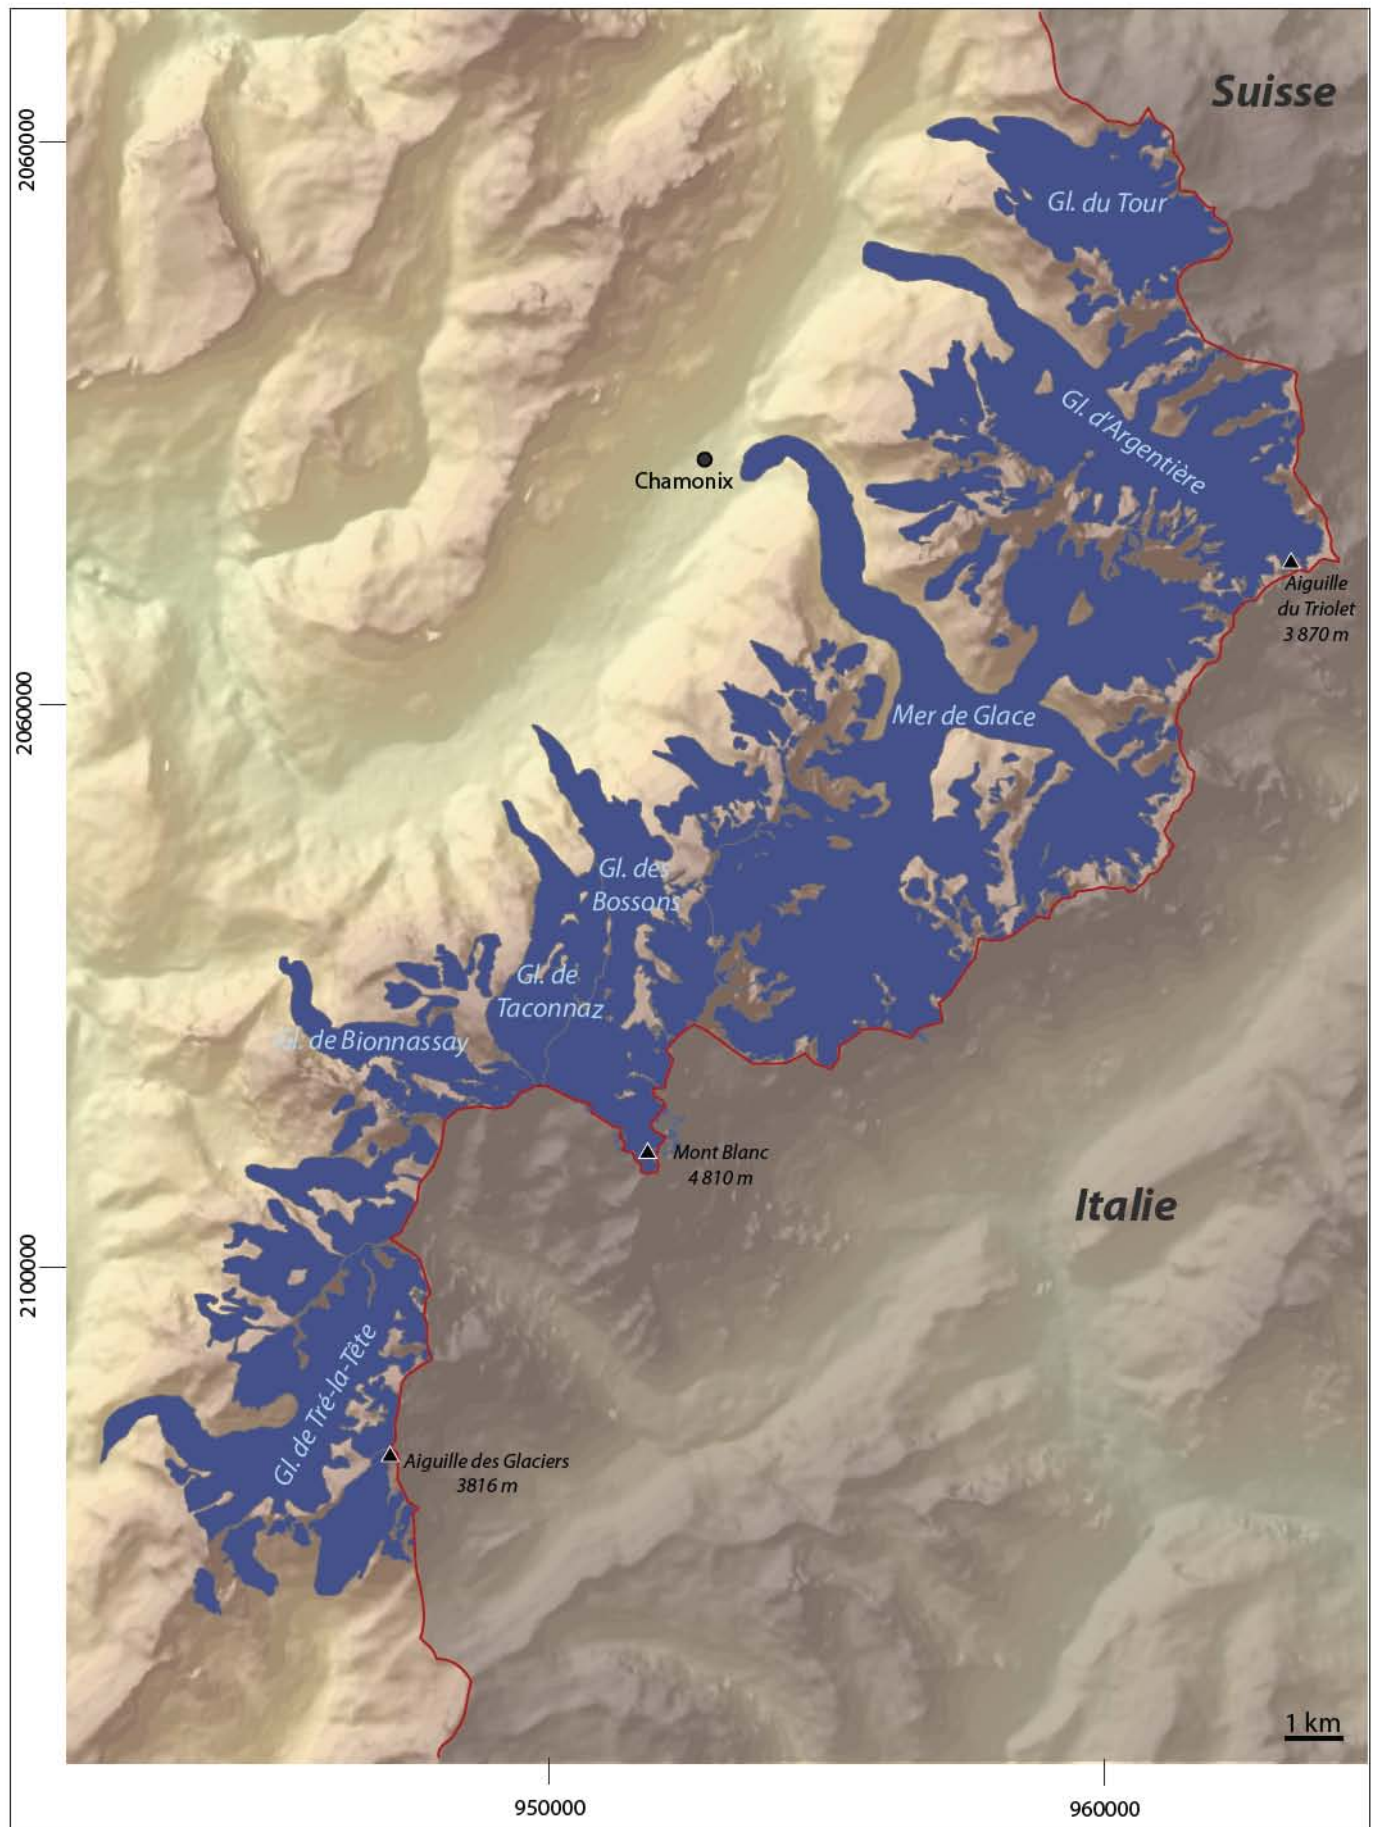 Suisse
2060000
Gl. du Tour
Gl. d'Argentière
Chamonix
Aiguille
du Triolet
3 870 m
2060000
Mer de Glace
Gl. des
Bossons
Gl. de
Taconnaz
Gl. de Bionnassay
Mont Blanc
4 810 m
Italie
2100000
Gl. de Tré-la-Tête
Aiguille des Glaciers
3816 m
1 km
950000
960000